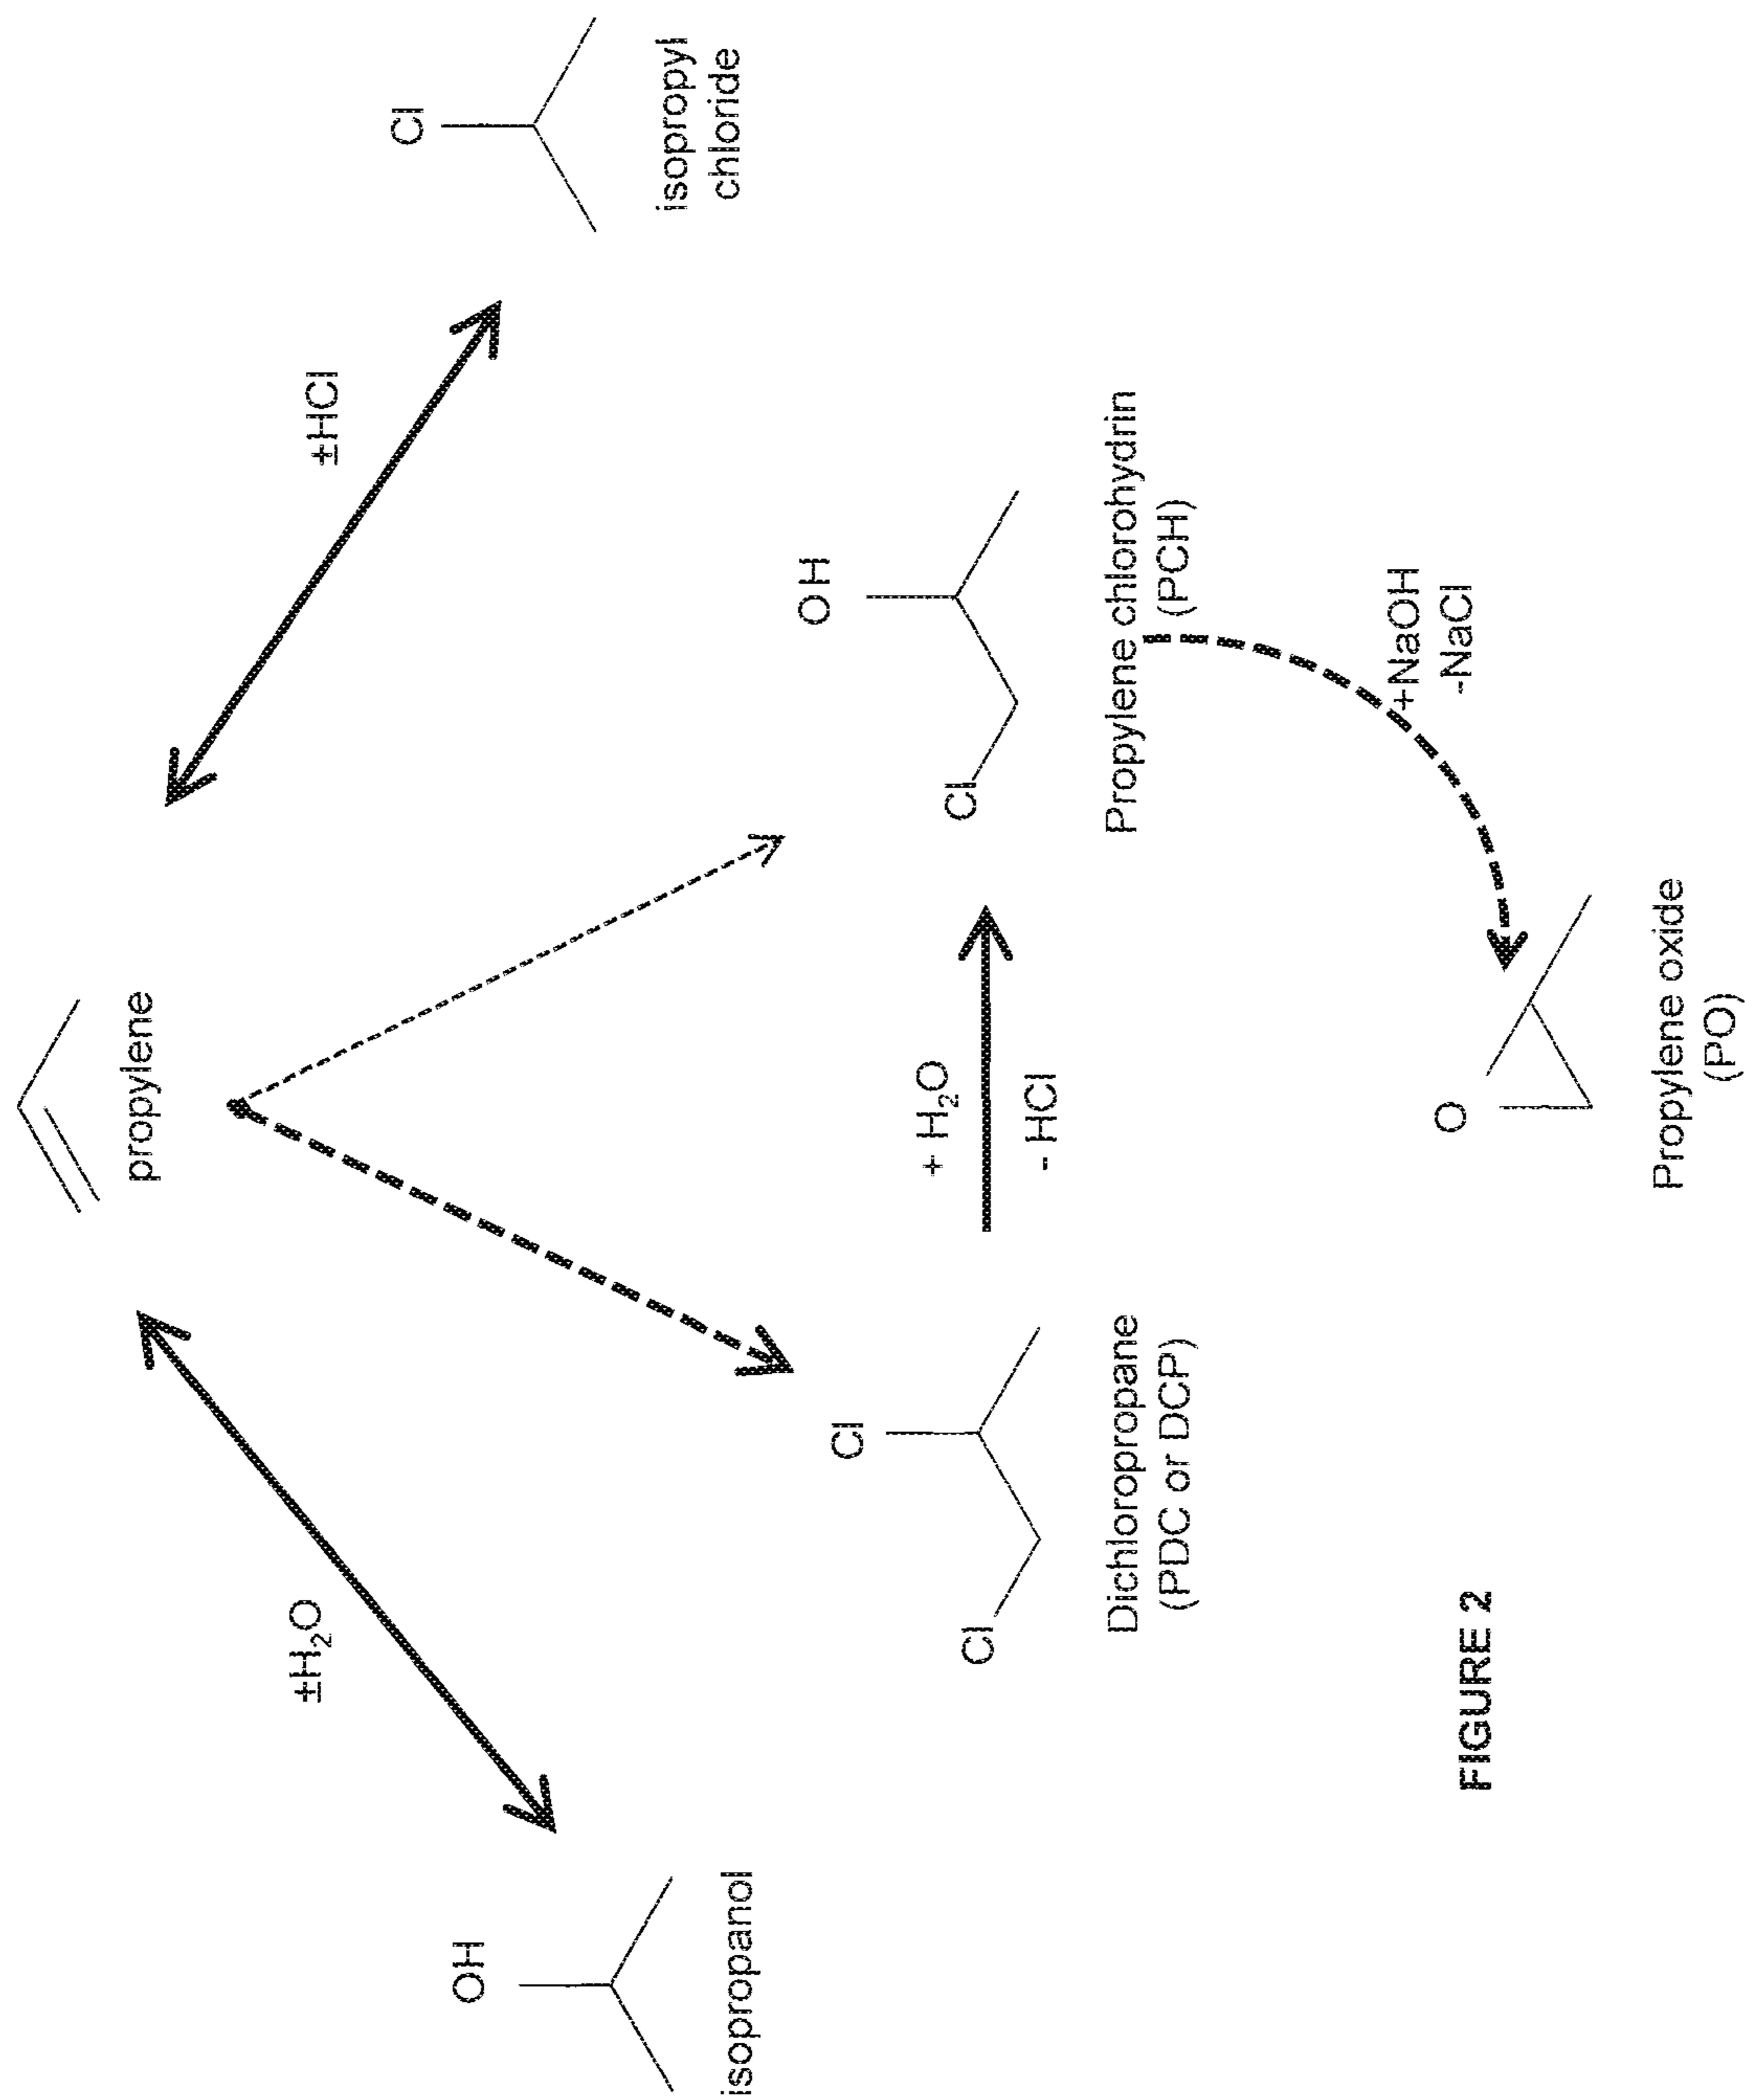 propylene
±H₂O
±HCl
OH
isopropanol
Cl
isopropyl
chloride
Cl
Cl
Dichloropropane
(PDC or DCP)
+ H₂O
- HCl
OH
Cl
Propylene chlorohydrin
(PCH)
+NaOH
-NaCl
O
Propylene oxide
(PO)
FIGURE 2